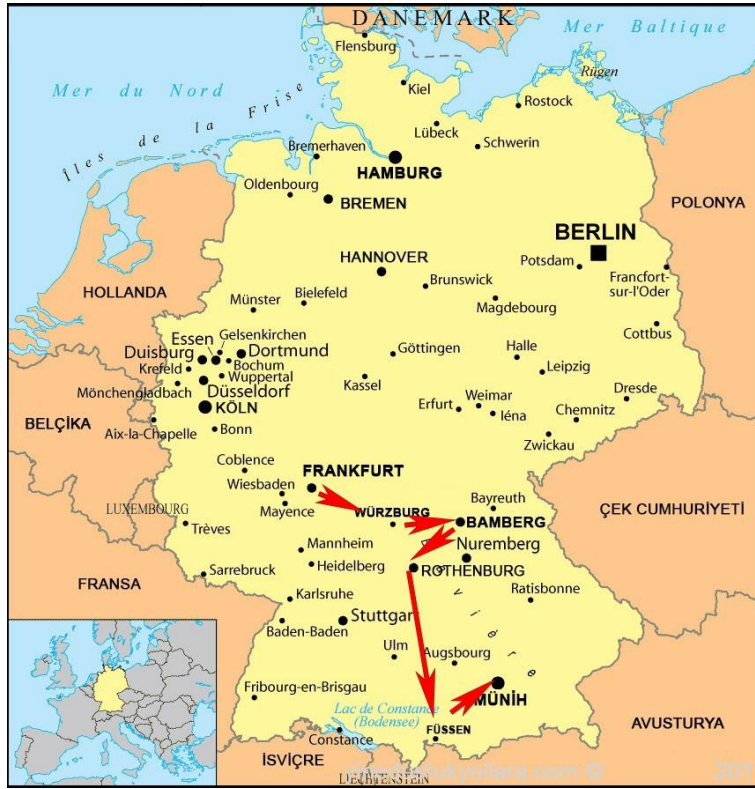 DANEMARK
Mer Baltique
Flensburg
Rügen
Mer du Nord
Kiel
Rostock
Îles de la Frise
Lübeck
Schwerin
Bremerhaven
HAMBURG
Oldenbourg
BREMEN
POLONYA
BERLIN
HANNOVER
Potsdam
Francfort-
sur-l'Oder
Brunswick
HOLLANDA
Bielefeld
Münster
Magdebourg
Cottbus
Essen
Gelsenkirchen
Duisburg
Dortmund
Göttingen
Halle
Bochum
Krefeld
Leipzig
Wuppertal
Mönchengladbach
Kassel
Düsseldorf
Weimar
Dresde
KÖLN
Erfurt
Iéna
Chemnitz
BELÇİKA
Aix-la-Chapelle
Bonn
Zwickau
Coblence
FRANKFURT
Wiesbaden
Bayreuth
ÇEK CUMHURİYETİ
LUXEMBOURG
Mayence
WÜRZBURG
BAMBERG
Trèves
Nuremberg
Mannheim
Heidelberg
ROTHENBURG
FRANSA
Sarrebruck
Ratisbonne
Karlsruhe
Stuttgart
Baden-Baden
Ulm
Augsbourg
Fribourg-en-Brisgau
MÜNİH
Lac de Constance
(Bodensee)
AVUSTURYA
FÜSSEN
Constance
İSVİÇRE
LIECHTENSTEIN